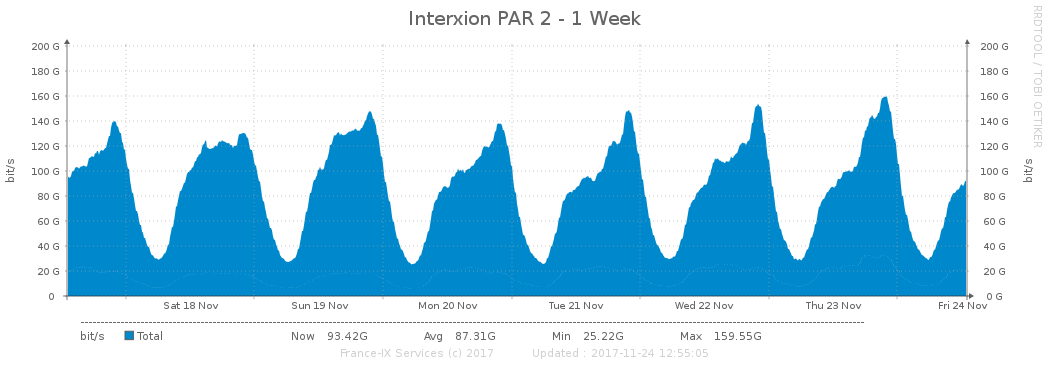 Interxion PAR 2 - 1 Week
RRDTOOL / TOBI OETIKER
200 G 200 G
180 G 180 G
160 G 160 G
140 G 140 G
120 G 120 G
100 G 100 G
80 G 80 G
60 G 60 G
40 G 40 G
20 G 20 G
0 0 G
bit/s bit/s
Sat 18 Nov Sun 19 Nov Mon 20 Nov Tue 21 Nov Wed 22 Nov Thu 23 Nov Fri 24 Nov
bit/s Total Now 93.42G Avg 87.31G Min 25.22G Max 159.55G
France-IX Services (c) 2017 Updated : 2017-11-24 12:55:05